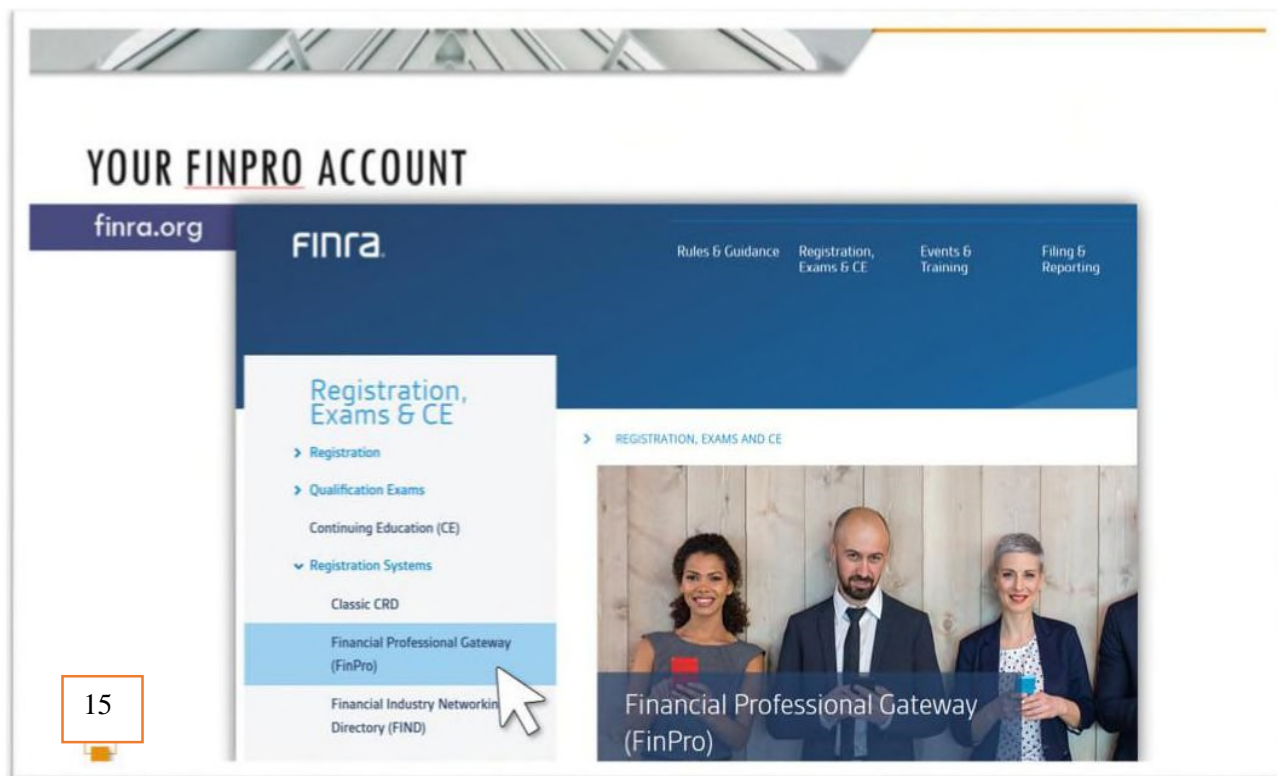 YOUR FINPRO ACCOUNT
finra.org
FINra
Rules & Guidance
Registration,
Exams & CE
Events &
Training
Filing &
Reporting
Registration,
Exams & CE
Registration
Qualification Exams
Continuing Education (CE)
Registration Systems
Classic CRD
Financial Professional Gateway
(FinPro)
Financial Industry Networkin
Directory (FIND)
REGISTRATION, EXAMS AND CE
Financial Professional Gateway
(FinPro)
15